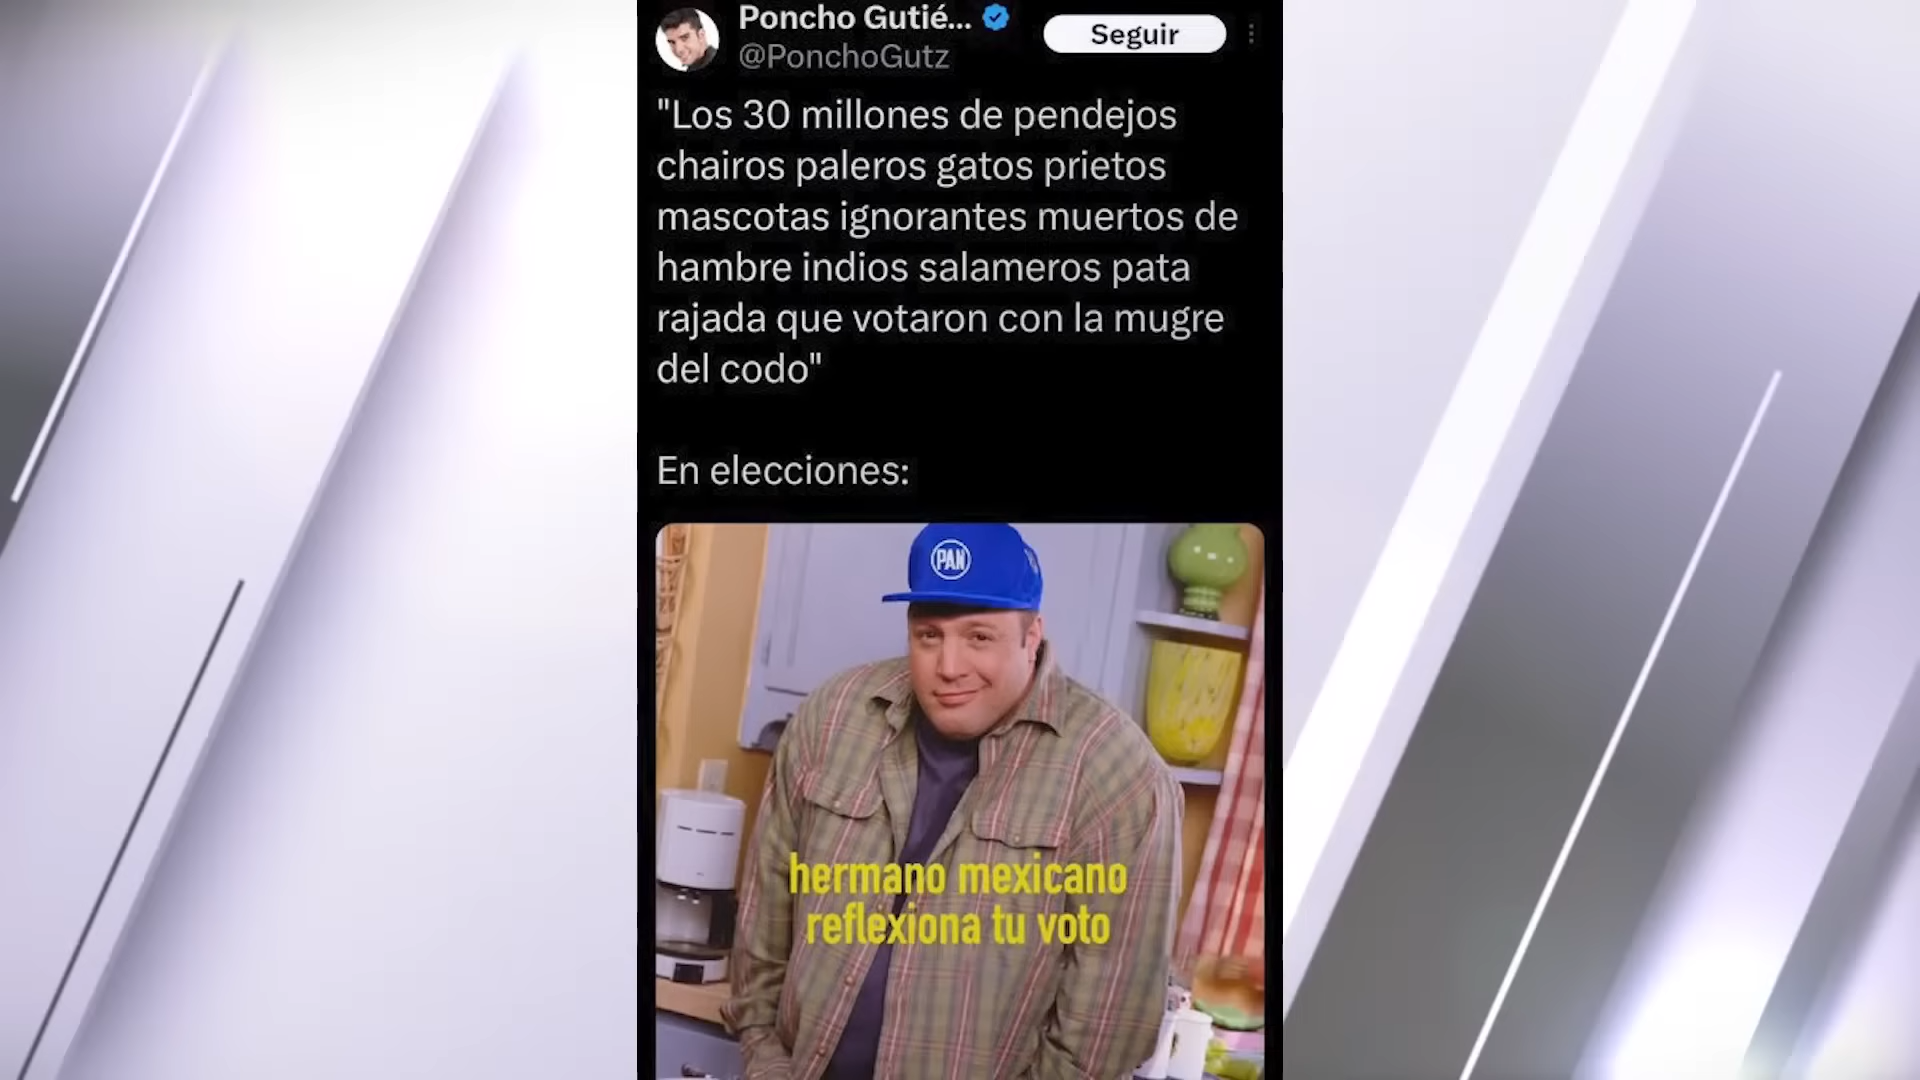 Poncho Gutié...
@PonchoGutz
Seguir
"Los 30 millones de pendejos
chairos paleros gatos prietos
mascotas ignorantes muertos de
hambre indios salameros pata
rajada que votaron con la mugre
del codo"
En elecciones:
PAN
hermano mexicano
reflexiona tu voto